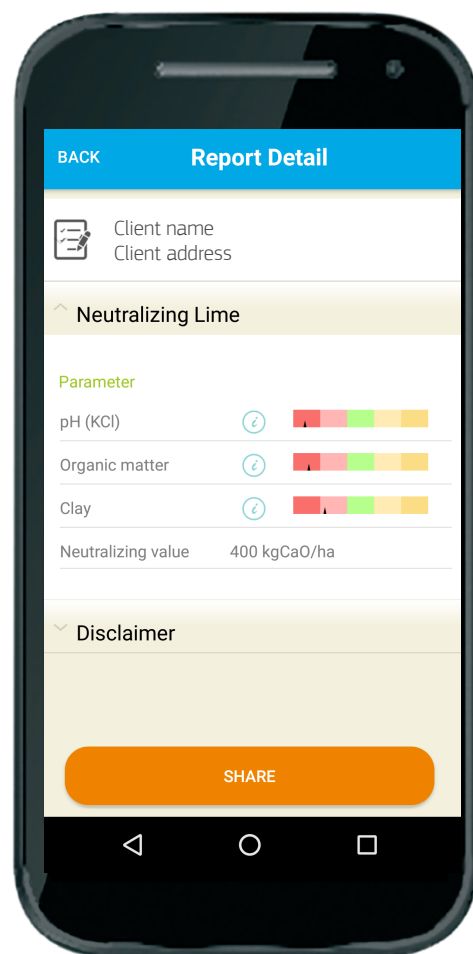 BACK Report Detail
Client name
Client address
Neutralizing Lime
Parameter
pH (KCl) i
Organic matter i
Clay i
Neutralizing value 400 kgCaO/ha
Disclaimer
SHARE